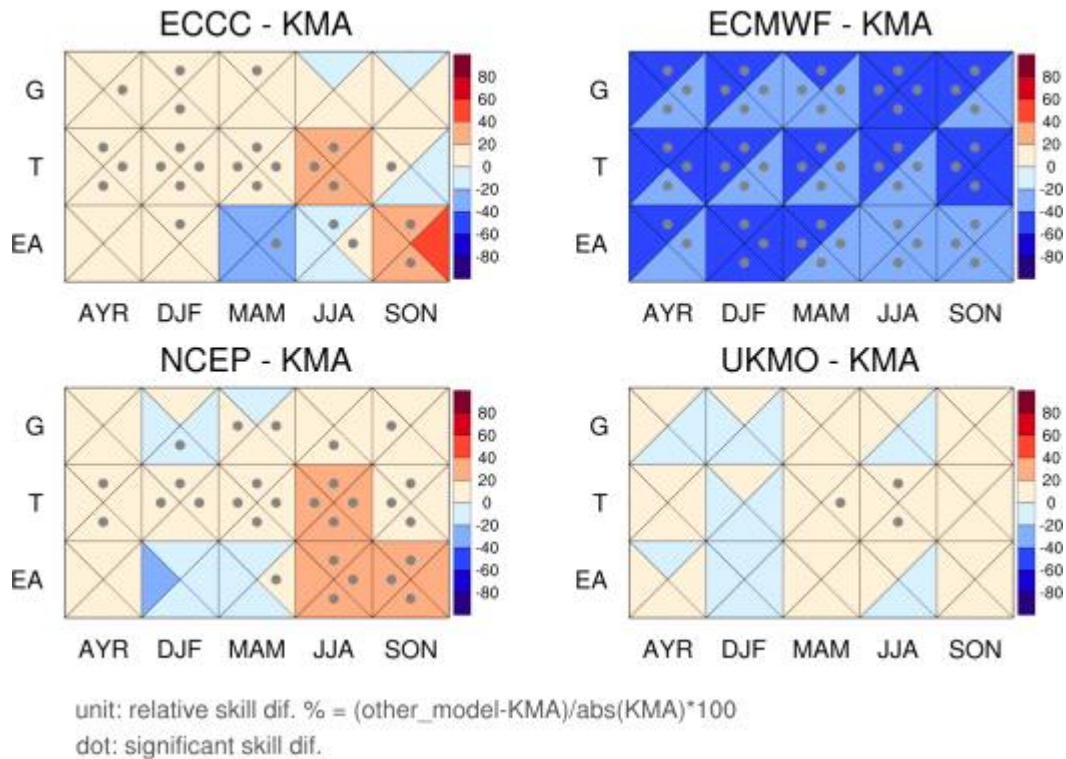 ECCC - KMA
ECMWF - KMA
G
T
EA
80
60
40
20
0
-20
-40
-60
-80
AYR DJF MAM JJA SON
G
T
EA
80
60
40
20
0
-20
-40
-60
-80
AYR DJF MAM JJA SON
NCEP - KMA
UKMO - KMA
G
T
EA
80
60
40
20
0
-20
-40
-60
-80
AYR DJF MAM JJA SON
G
T
EA
80
60
40
20
0
-20
-40
-60
-80
AYR DJF MAM JJA SON
unit: relative skill dif. % = (other_model-KMA)/abs(KMA)*100
dot: significant skill dif.